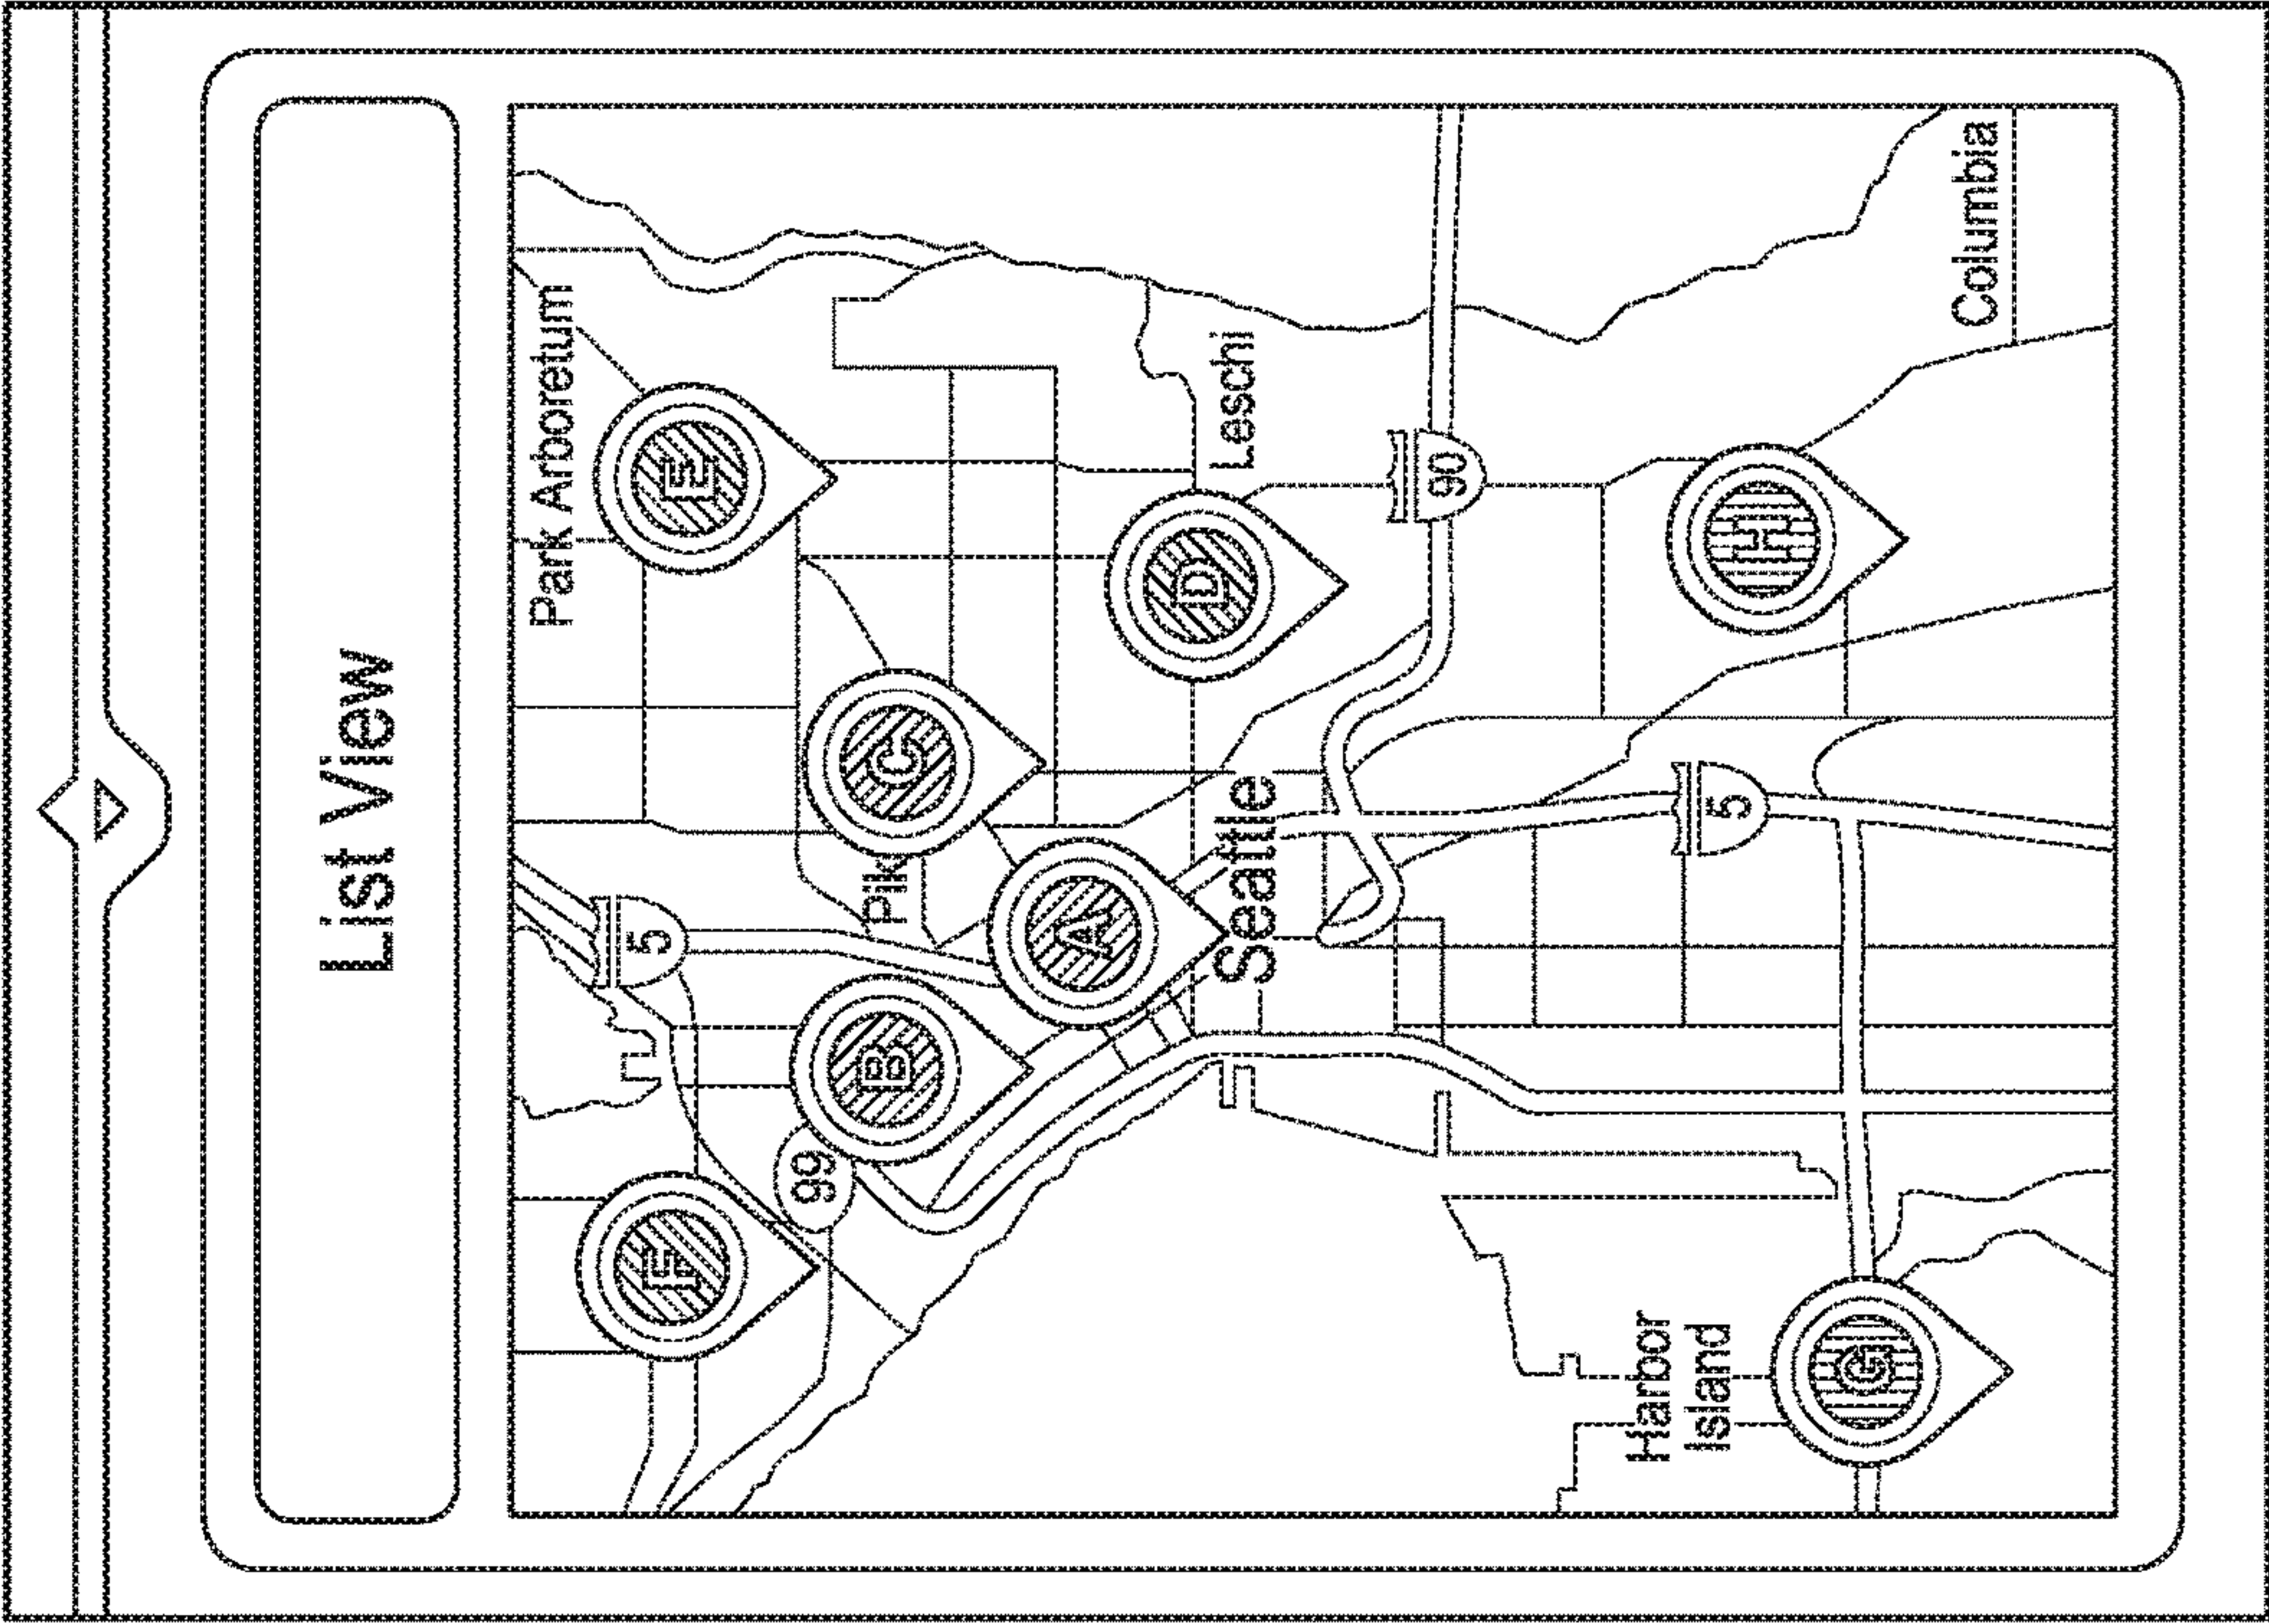 List View
Park Arboretum
5
F
E
99
B
Pik
C
A
D
Leschi
Seattle
90
Harbor
Island
5
H
G
Columbia